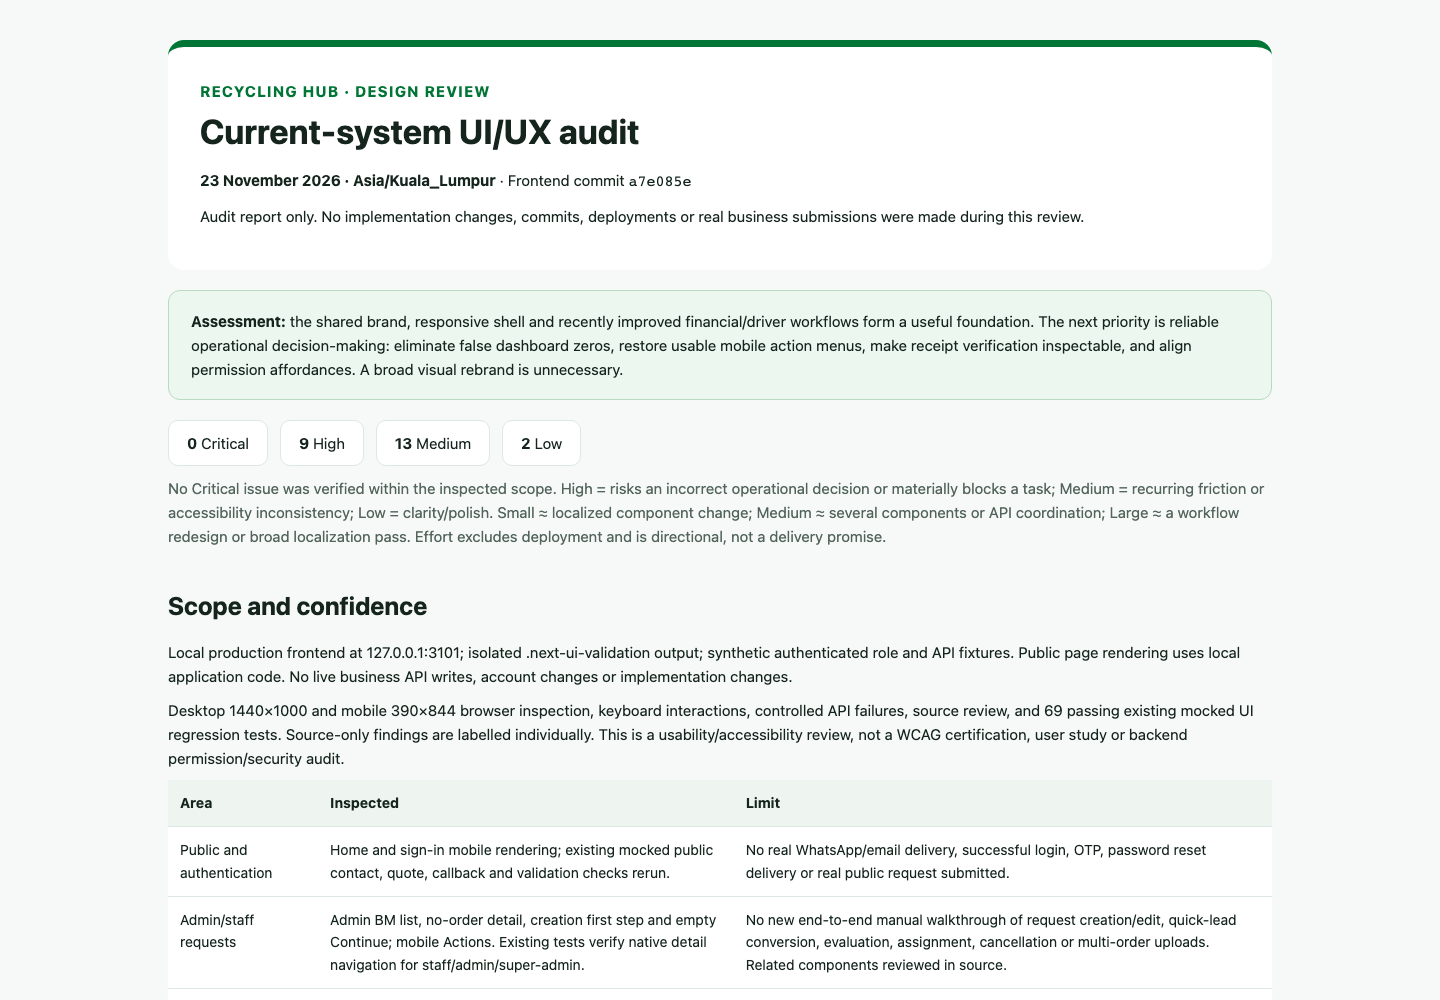 RECYCLING HUB · DESIGN REVIEW
Current-system UI/UX audit
23 November 2026 · Asia/Kuala_Lumpur · Frontend commit a7e085e
Audit report only. No implementation changes, commits, deployments or real business submissions were made during this review.
Assessment: the shared brand, responsive shell and recently improved financial/driver workflows form a useful foundation. The next priority is reliable
operational decision-making: eliminate false dashboard zeros, restore usable mobile action menus, make receipt verification inspectable, and align
permission affordances. A broad visual rebrand is unnecessary.
0 Critical
9 High
13 Medium
2 Low
No Critical issue was verified within the inspected scope. High = risks an incorrect operational decision or materially blocks a task; Medium = recurring friction or
accessibility inconsistency; Low = clarity/polish. Small ≈ localized component change; Medium ≈ several components or API coordination; Large ≈ a workflow
redesign or broad localization pass. Effort excludes deployment and is directional, not a delivery promise.
Scope and confidence
Local production frontend at 127.0.0.1:3101; isolated .next-ui-validation output; synthetic authenticated role and API fixtures. Public page rendering uses local
application code. No live business API writes, account changes or implementation changes.
Desktop 1440×1000 and mobile 390×844 browser inspection, keyboard interactions, controlled API failures, source review, and 69 passing existing mocked UI
regression tests. Source-only findings are labelled individually. This is a usability/accessibility review, not a WCAG certification, user study or backend
permission/security audit.
Area
Inspected
Limit
Public and
authentication
Home and sign-in mobile rendering; existing mocked public
contact, quote, callback and validation checks rerun.
No real WhatsApp/email delivery, successful login, OTP, password reset
delivery or real public request submitted.
Admin/staff
requests
Admin BM list, no-order detail, creation first step and empty
Continue; mobile Actions. Existing tests verify native detail
navigation for staff/admin/super-admin.
No new end-to-end manual walkthrough of request creation/edit, quick-lead
conversion, evaluation, assignment, cancellation or multi-order uploads.
Related components reviewed in source.